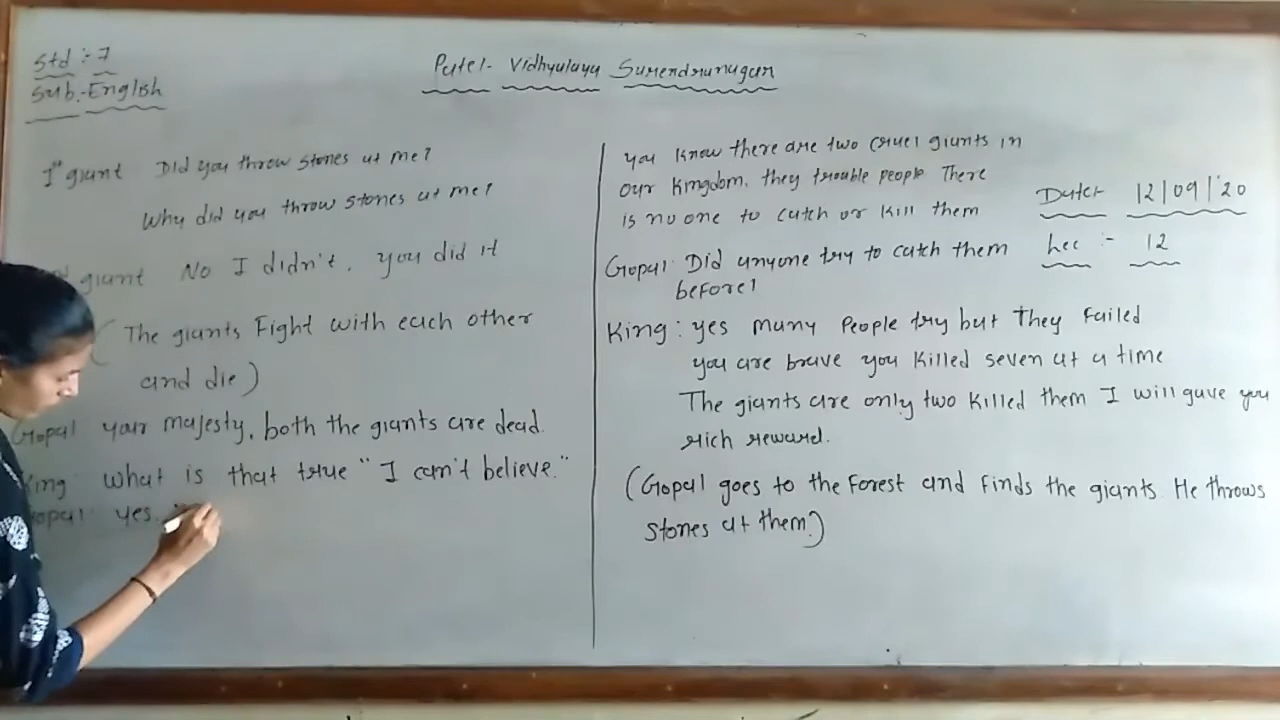 Std :- 7
Sub.-English
Patel- Vidhyalaya Surendranagar
1st giant Did you throw stones at me?
Why did you throw stones at me?
giant No I didn't. you did it
( The giants Fight with each other
and die )
Gopal your majesty, both the giants are dead.
King what is that true "I can't believe."
Gopal yes.
you know there are two cruel giants in
our kingdom. they trouble people There
is no one to catch or kill them
Gopal: Did anyone try to catch them
before?
King: yes many People try but They Failed
you are brave you killed seven at a time
The giants are only two killed them I will gave you
rich reward.
(Gopal goes to the Forest and Finds the giants. He throws
stones at them.)
Date:- 12/09/'20
lec :- 12